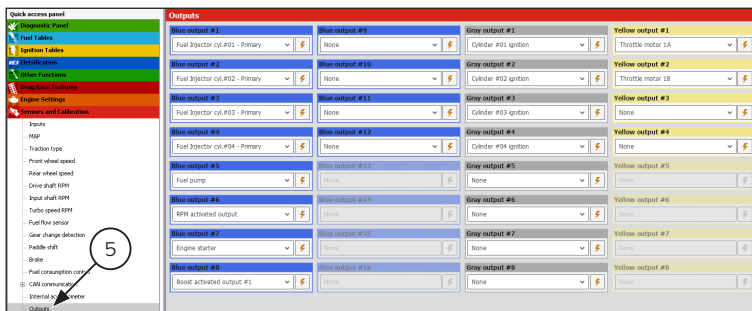 Quick access panel
Diagnostic Panel
Fuel Tables
Ignition Tables
Eletrification
Other Functions
Drag Race Features
Engine Settings
Sensors and Calibration
Inputs
MAP
Traction type
Front wheel speed
Rear wheel speed
Drive shaft RPM
Input shaft RPM
Turbo speed RPM
Fuel flow sensor
Gear change detection
Paddle shift
Brake
Fuel consumption
CAN communication
Internal
Outputs
5
Outputs
Blue output #1
Fuel Injector cyl.#01 - Primary
Blue output #2
Fuel Injector cyl.#02 - Primary
Blue output #3
Fuel Injector cyl.#03 - Primary
Blue output #4
Fuel Injector cyl.#04 - Primary
Blue output #5
Fuel pump
Blue output #6
RPM activated output
Blue output #7
Engine starter
Blue output #8
Boost activated output #1
Blue output #9
None
Blue output #10
None
Blue output #11
None
Blue output #12
None
Blue output #13
None
Blue output #14
None
Blue output #15
None
Blue output #16
None
Gray output #1
Cylinder #01 ignition
Gray output #2
Cylinder #02 ignition
Gray output #3
Cylinder #03 ignition
Gray output #4
Cylinder #04 ignition
Gray output #5
None
Gray output #6
None
Gray output #7
None
Gray output #8
None
Yellow output #1
Throttle motor 1A
Yellow output #2
Throttle motor 1B
Yellow output #3
None
Yellow output #4
None
Yellow output #5
None
Yellow output #6
None
Yellow output #7
None
Yellow output #8
None